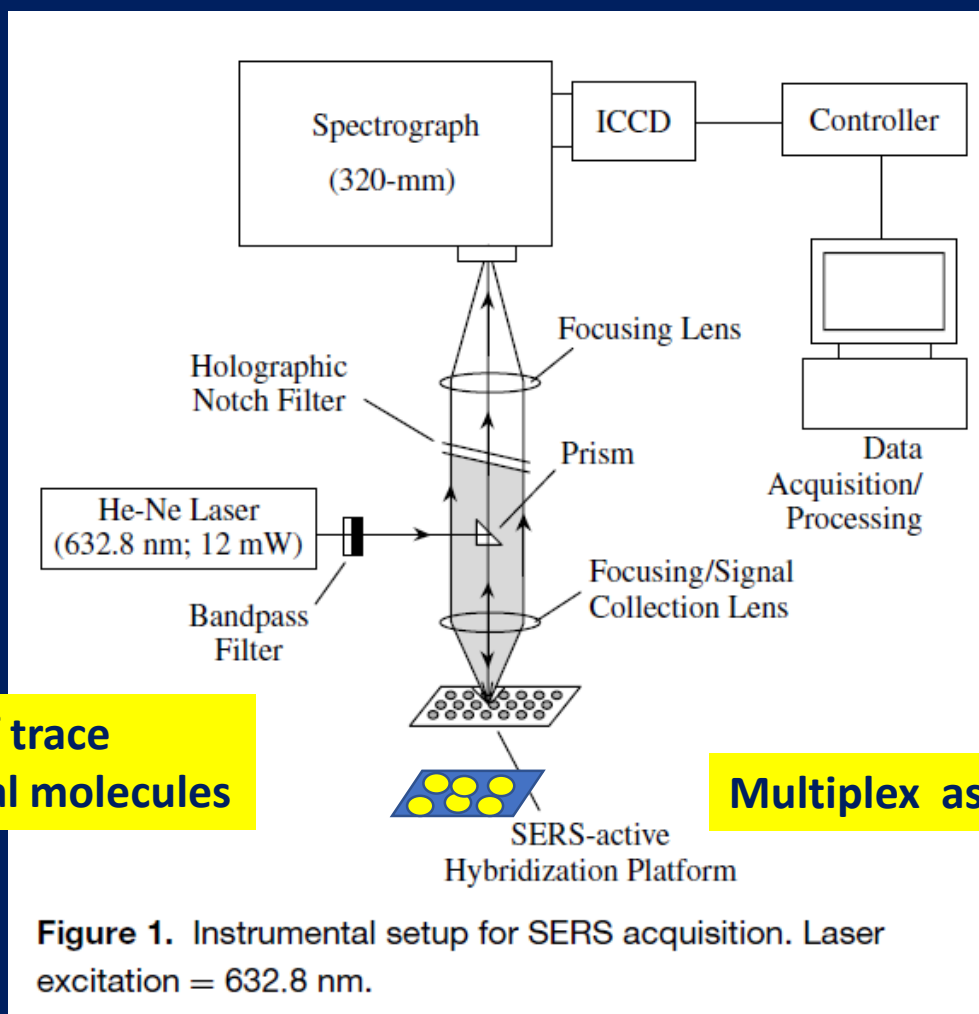 Spectrograph
(320-mm)
ICCD
Controller
Focusing Lens
Holographic
Notch Filter
Prism
Data
Acquisition/
Processing
He-Ne Laser
(632.8 nm; 12 mW)
Focusing/Signal
Collection Lens
Bandpass
Filter
trace
molecules
Multiplex
SERS-active
Hybridization Platform
Figure 1. Instrumental setup for SERS acquisition. Laser
excitation = 632.8 nm.